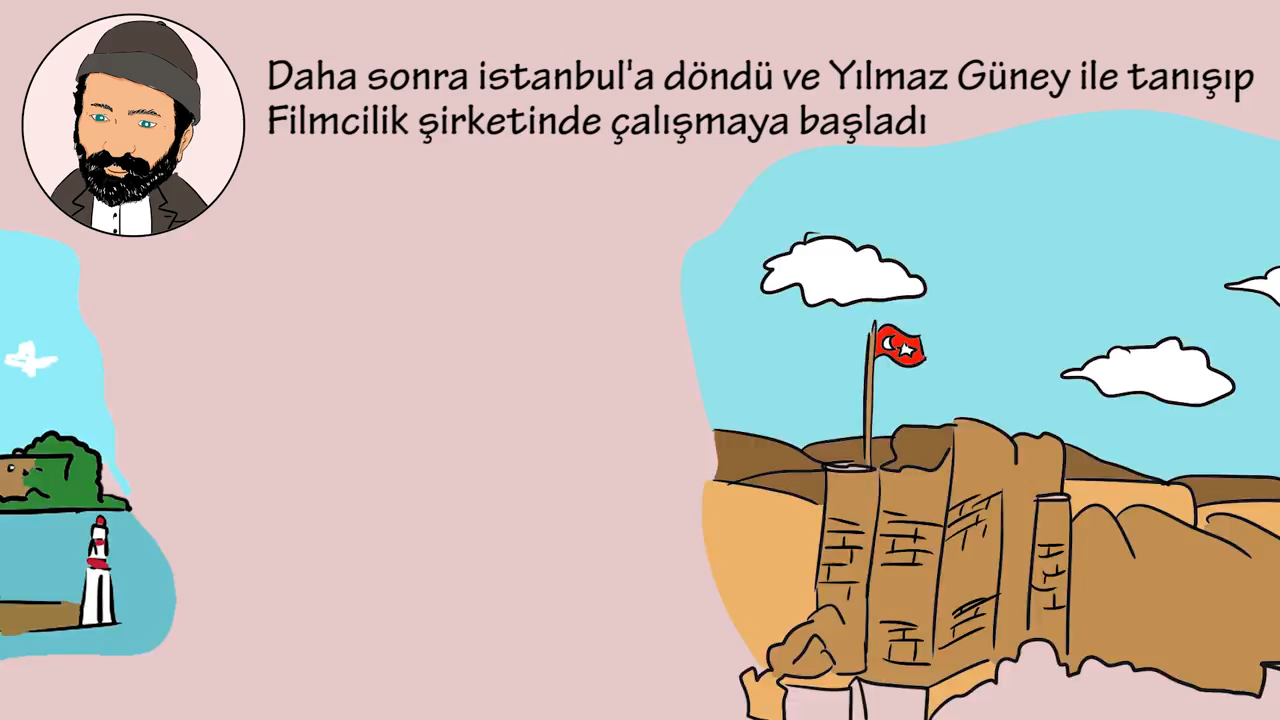 Daha sonra istanbul'a döndü ve Yılmaz Güney ile tanışıp
Filmcilik şirketinde çalışmaya başladı